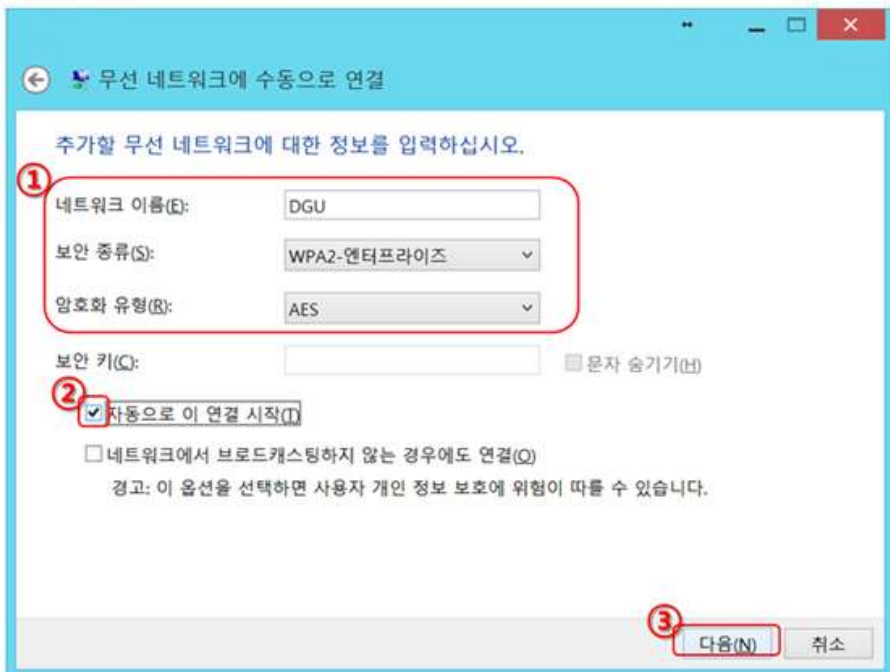 무선 네트워크에 수동으로 연결
추가할 무선 네트워크에 대한 정보를 입력하십시오.
①
네트워크 이름(E): DGU
보안 종류(S): WPA2-엔터프라이즈
암호화 유형(R): AES
보안 키(C): 문자 숨기기(H)
②
자동으로 이 연결 시작(T)
네트워크에서 브로드캐스팅하지 않는 경우에도 연결(O)
경고: 이 옵션을 선택하면 사용자 개인 정보 보호에 위험이 따를 수 있습니다.
③
다음(N) 취소